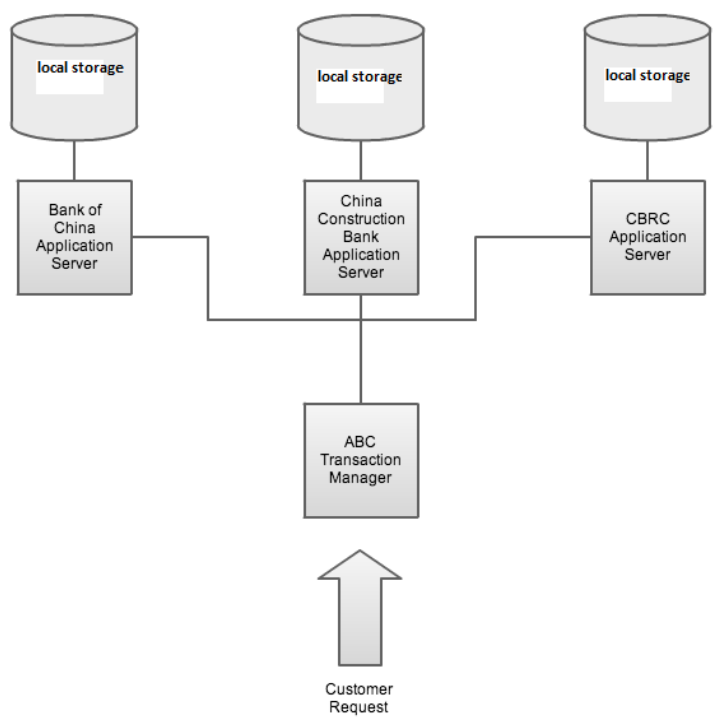 local storage
local storage
local storage
Bank of
China
Application
Server
China
Construction
Bank
Application
Server
CBRC
Application
Server
ABC
Transaction
Manager
Customer
Request